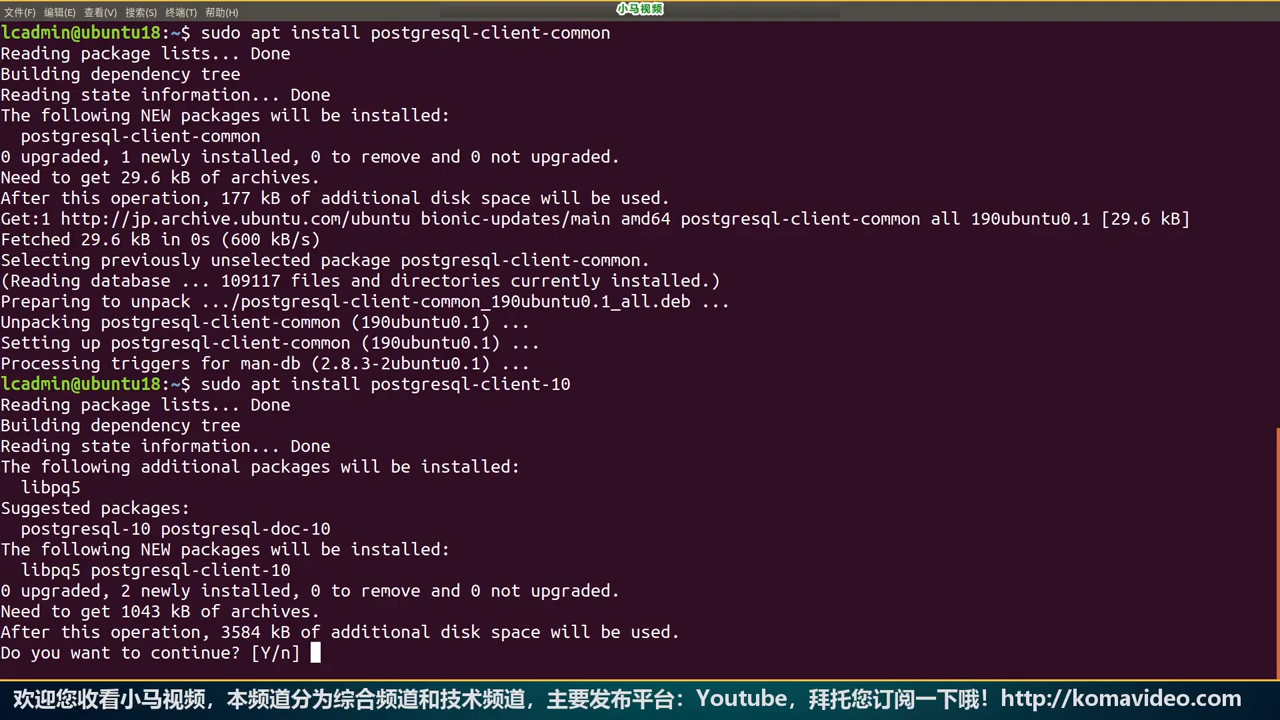 小马视频
文件(F) 编辑(E) 查看(V) 搜索(S) 终端(T) 帮助(H)
lcadmin@ubuntu18:~$ sudo apt install postgresql-client-common
Reading package lists... Done
Building dependency tree
Reading state information... Done
The following NEW packages will be installed:
  postgresql-client-common
0 upgraded, 1 newly installed, 0 to remove and 0 not upgraded.
Need to get 29.6 kB of archives.
After this operation, 177 kB of additional disk space will be used.
Get:1 http://jp.archive.ubuntu.com/ubuntu bionic-updates/main amd64 postgresql-client-common all 190ubuntu0.1 [29.6 kB]
Fetched 29.6 kB in 0s (600 kB/s)
Selecting previously unselected package postgresql-client-common.
(Reading database ... 109117 files and directories currently installed.)
Preparing to unpack .../postgresql-client-common_190ubuntu0.1_all.deb ...
Unpacking postgresql-client-common (190ubuntu0.1) ...
Setting up postgresql-client-common (190ubuntu0.1) ...
Processing triggers for man-db (2.8.3-2ubuntu0.1) ...
lcadmin@ubuntu18:~$ sudo apt install postgresql-client-10
Reading package lists... Done
Building dependency tree
Reading state information... Done
The following additional packages will be installed:
  libpq5
Suggested packages:
  postgresql-10 postgresql-doc-10
The following NEW packages will be installed:
  libpq5 postgresql-client-10
0 upgraded, 2 newly installed, 0 to remove and 0 not upgraded.
Need to get 1043 kB of archives.
After this operation, 3584 kB of additional disk space will be used.
Do you want to continue? [Y/n]
欢迎您收看小马视频，本频道分为综合频道和技术频道，主要发布平台：Youtube，拜托您订阅一下哦！http://komavideo.com